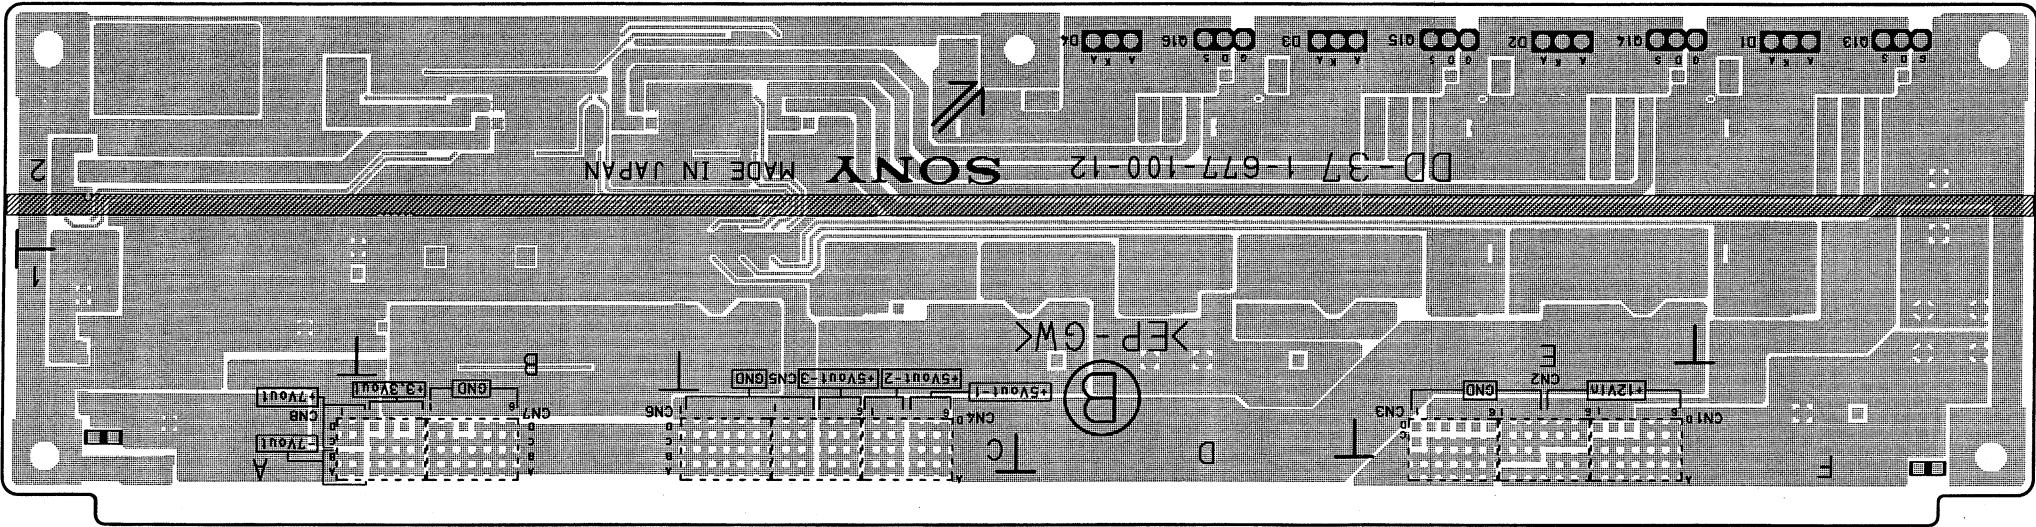 A
B
C
D
E
F
-7Vout
+7Vout
CN1
CN2
CN3
CN4
CN5
CN6
CN7
CN8
+12Vin
GND
+5Vout-1
+5Vout-2
+5Vout-3
GND
GND
+3.3Vout
B
>EP-GW<
1
2
DD-37 1-677-100-12 SONY MADE IN JAPAN
G D S A K A G D S A K A G D S A K A G D S A K A
Q13 D1 Q14 D2 Q15 D3 Q16 D4